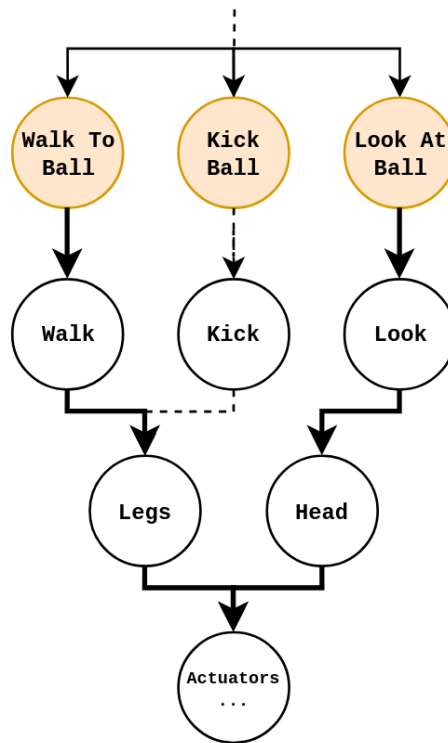 Walk To
Ball
Kick
Ball
Look At
Ball
Walk
Kick
Look
Legs
Head
Actuators
...